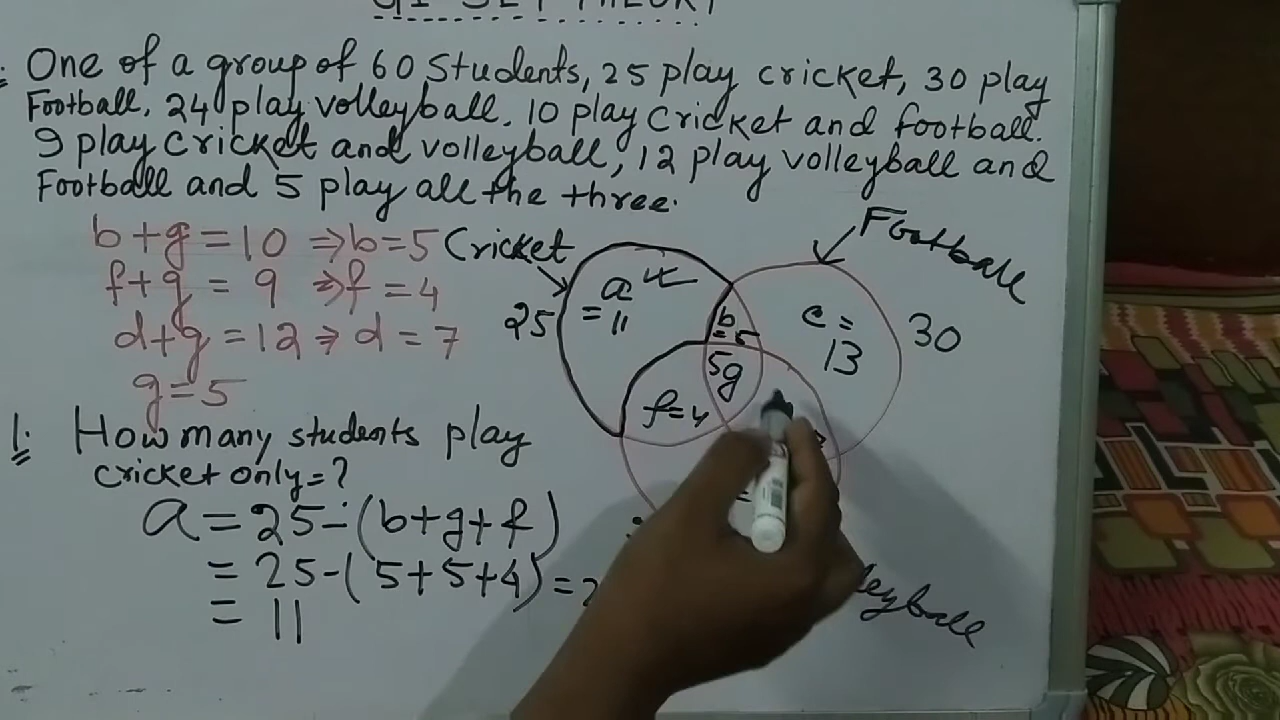 One of a group of 60 Students, 25 play cricket, 30 play
Football, 24 play volleyball. 10 play Cricket and football.
9 play cricket and volleyball, 12 play volleyball and
Football and 5 play all the three.
b+g=10 ⇒b=5
f+g = 9 ⇒f=4
d+g=12 ⇒ d=7
g=5
Cricket
Football
25
a
=11
b
=5
c=
13
30
5g
f=4
leyball
1. How many students play
cricket only=?
a = 25-(b+g+f)
= 25-(5+5+4)=2
= 11